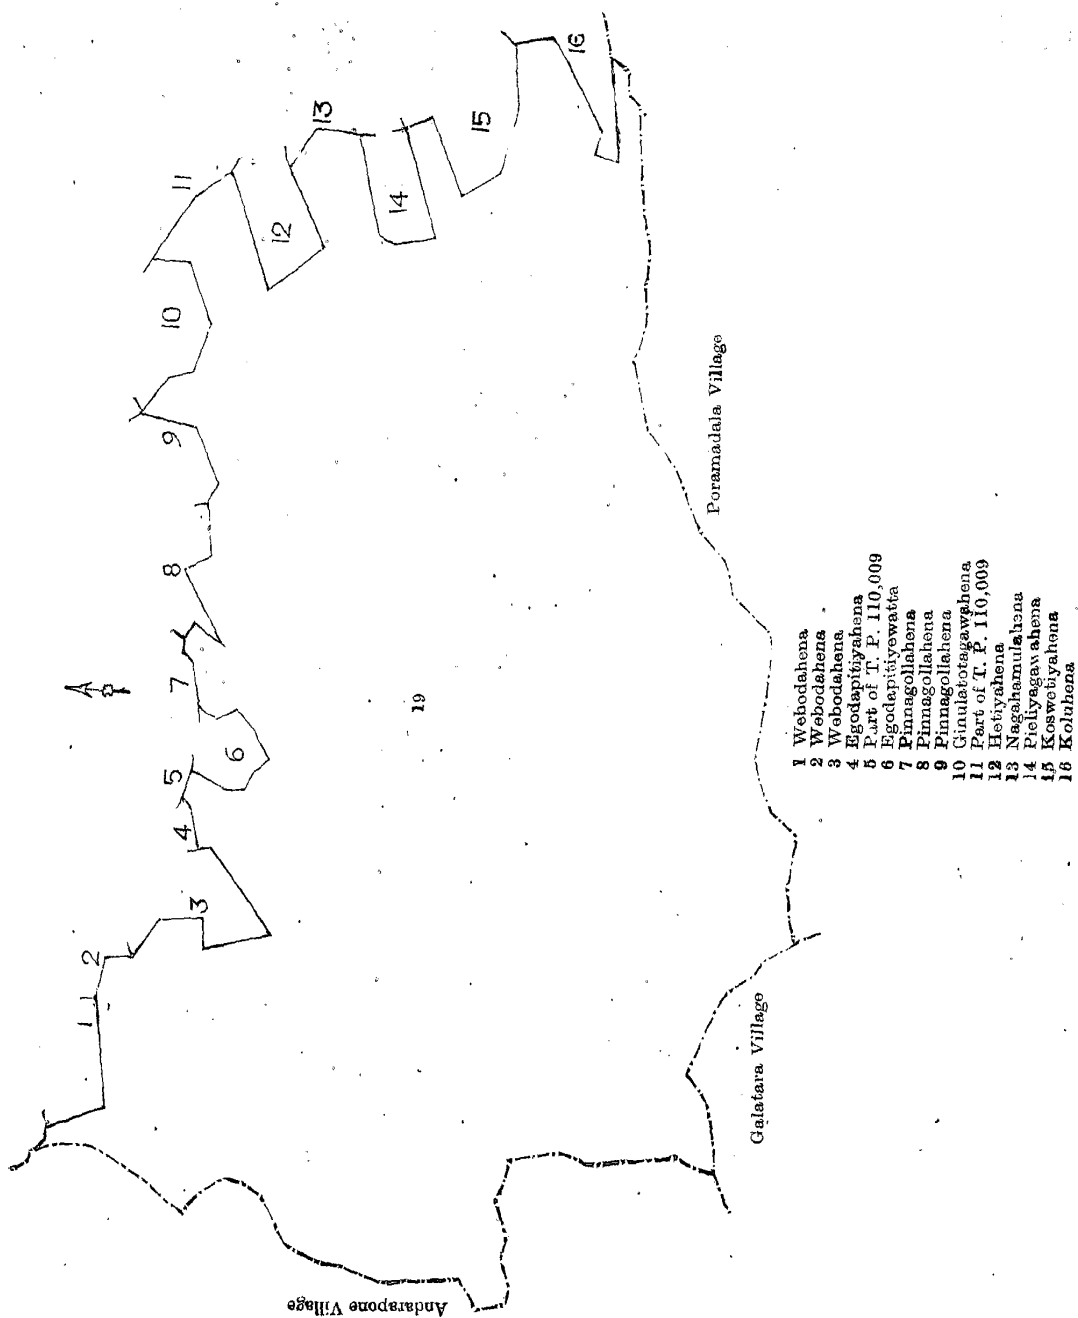 1
2
3
4
5
6
7
8
9
10
11
12
13
14
15
16
19
Andarapone Village
Galatara Village
Poramadala Village
1 Webodahena
2 Webodahena
3 Webodahena
4 Egodapitiyahena
5 Part of T. P. 110,009
6 Egodapitiyewatta
7 Pinnagollahena
8 Pinnagollahena
9 Pinnagollahena
10 Ginulatotagawahena
11 Part of T. P. 110,009
12 Hetiyahena
13 Nagahamulahena
14 Pieliyagawahena
15 Koswetiyahena
16 Koluhena